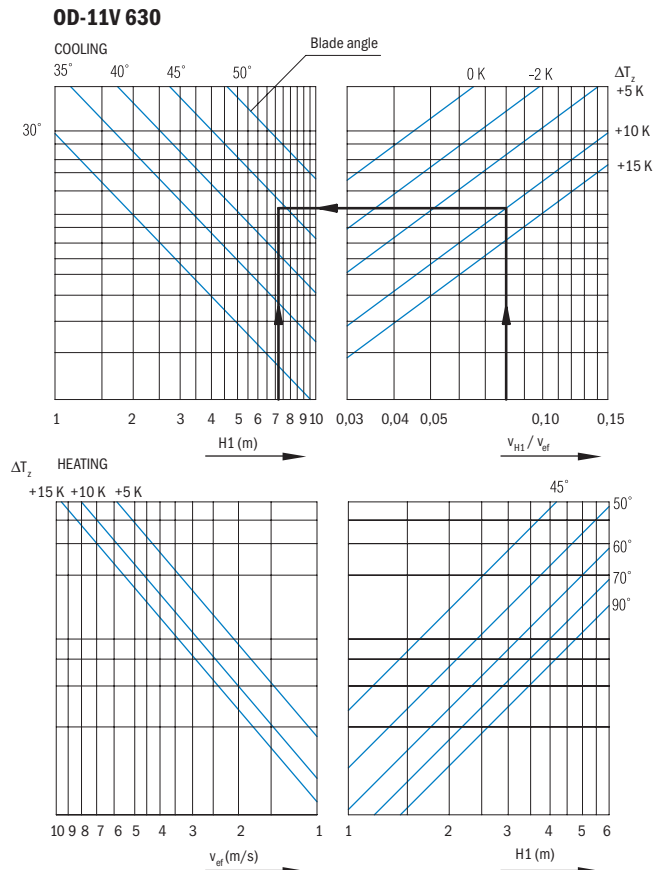 OD-11V 630
COOLING
Blade angle
35° 40° 45° 50°
30°
0 K -2K ΔTz
+5 K
+10 K
+15 K
1 2 3 4 5 6 7 8 9 10
H1 (m)
0,03 0,04 0,05 0,10 0,15
vH1 / vef
ΔTz HEATING
+15 K +10 K +5 K
10 9 8 7 6 5 4 3 2 1
vef (m/s)
45°
50°
60°
70°
90°
1 2 3 4 5 6
H1 (m)